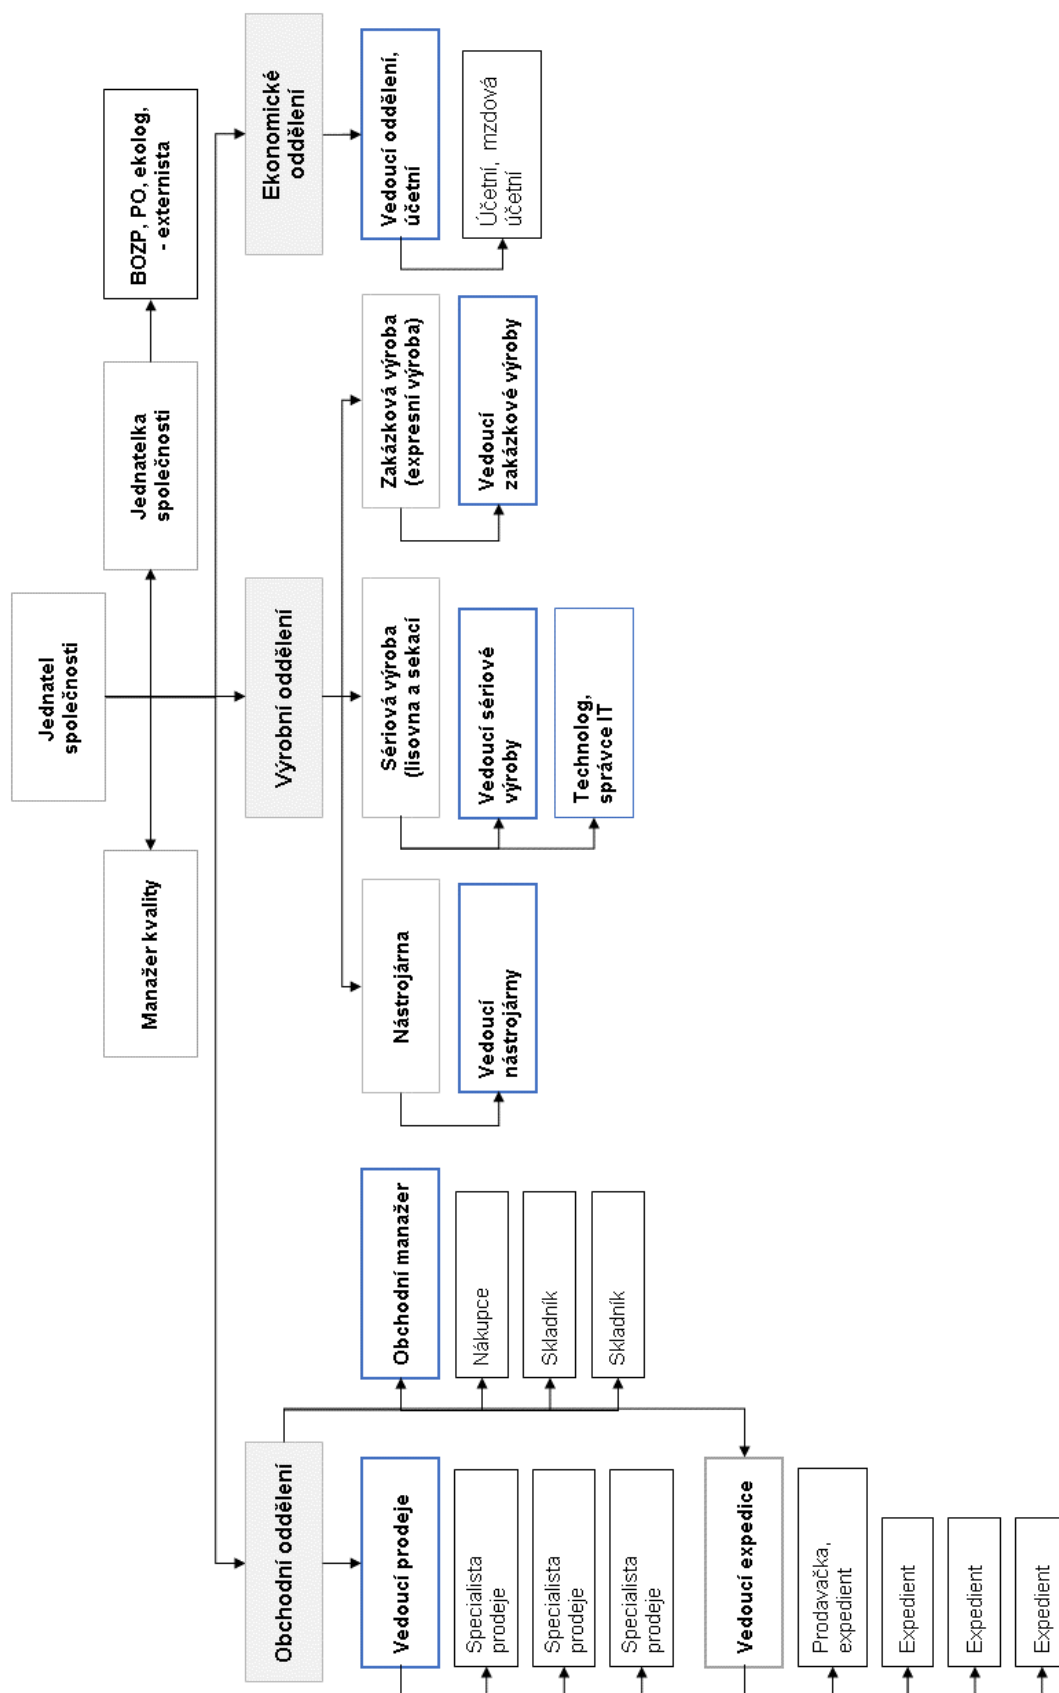 Jednatel
společnosti
Manažer kvality
Jednatelka
společnosti
BOZP, PO, ekolog,
- externista
Obchodní oddělení
Výrobní oddělení
Ekonomické
oddělení
Vedoucí prodeje
Obchodní manažer
Nástrojárna
Sériová výroba
(lisovna a sekací)
Zakázková výroba
(expresní výroba)
Vedoucí oddělení,
účetní
Specialista
prodeje
Specialista
prodeje
Specialista
prodeje
Nákupce
Skladník
Skladník
Vedoucí
nástrojárny
Vedoucí sériové
výroby
Technolog,
správce IT
Vedoucí
zakázkové výroby
Účetní, mzdová
účetní
Vedoucí expedice
Prodavačka,
expedient
Expedient
Expedient
Expedient